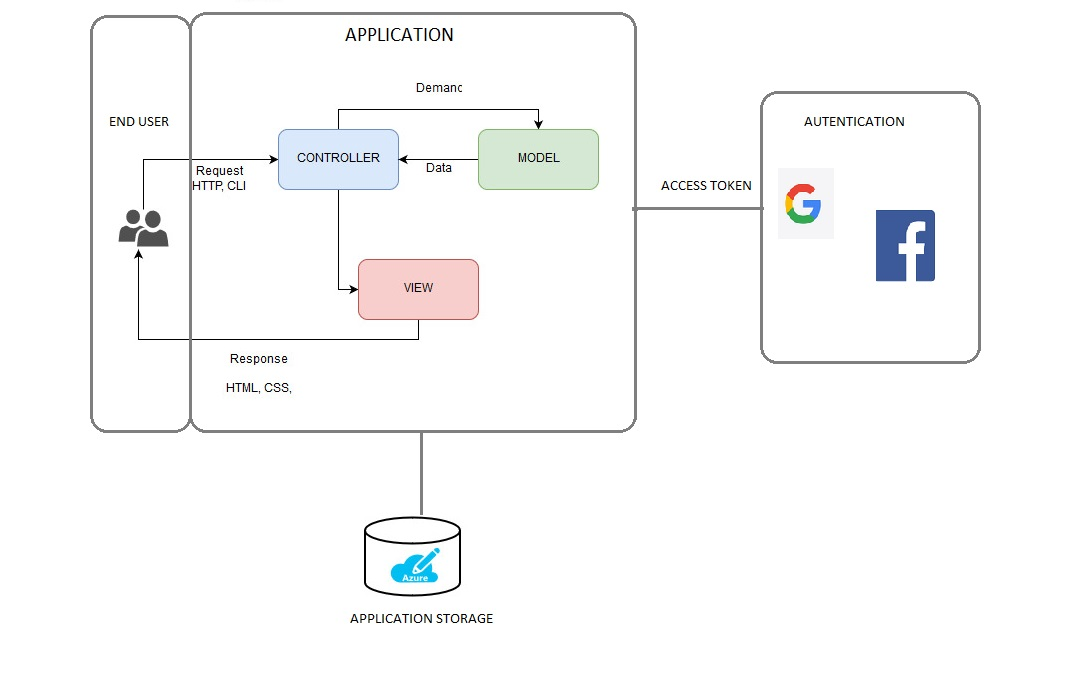 APPLICATION
Demand
END USER
AUTENTICATION
CONTROLLER
MODEL
Request
HTTP, CLI
Data
ACCESS TOKEN
VIEW
Response
HTML, CSS,
Azure
APPLICATION STORAGE